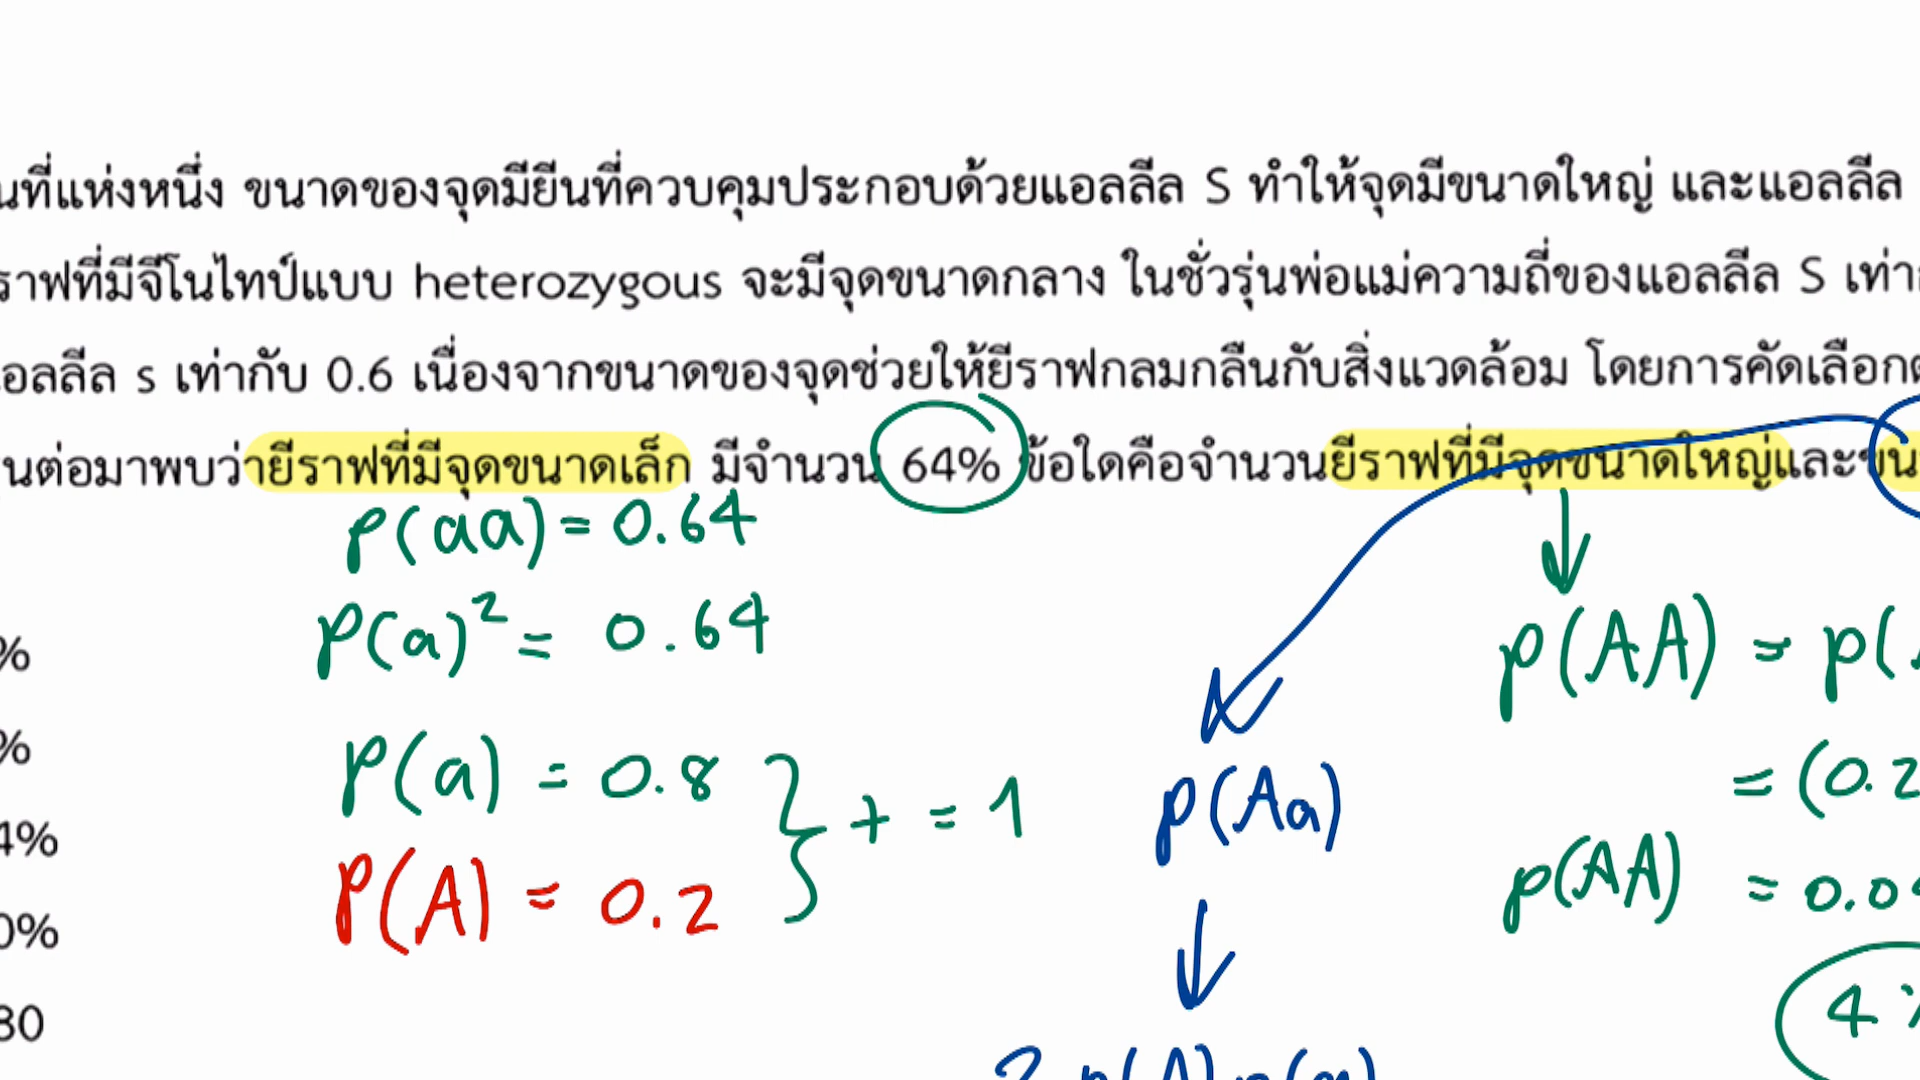 นที่แห่งหนึ่ง ขนาดของจุดมียีนที่ควบคุมประกอบด้วยแอลลีล S ทำให้จุดมีขนาดใหญ่ และแอลลีล
ราฟที่มีจีโนไทป์แบบ heterozygous จะมีจุดขนาดกลาง ในชั่วรุ่นพ่อแม่ความถี่ของแอลลีล S เท่า
อลลีล s เท่ากับ 0.6 เนื่องจากขนาดของจุดช่วยให้ยีราฟกลมกลืนกับสิ่งแวดล้อม โดยการคัดเลือก
นต่อมาพบว่ายีราฟที่มีจุดขนาดเล็ก มีจำนวน 64% ข้อใดคือจำนวนยีราฟที่มีจุดขนาดใหญ่และขน
p(aa) = 0.64
p(a)² = 0.64
p(AA) = p(
%
p(a) = 0.8
+ = 1
p(Aa)
= (0.2
%
4%
p(A) = 0.2
p(AA) = 0.04
0%
4%
30
2 p(A) p(a)